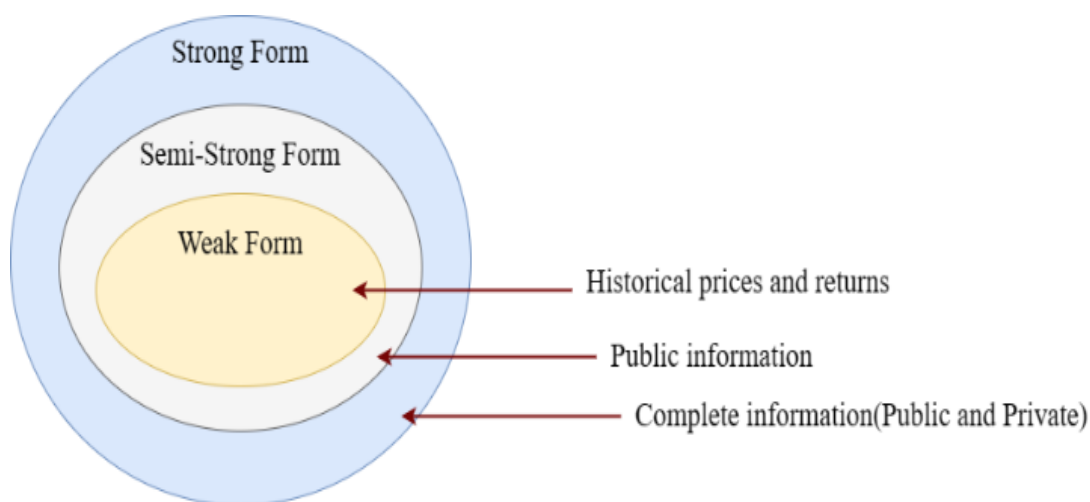 Strong Form
Semi-Strong Form
Weak Form
Historical prices and returns
Public information
Complete information(Public and Private)